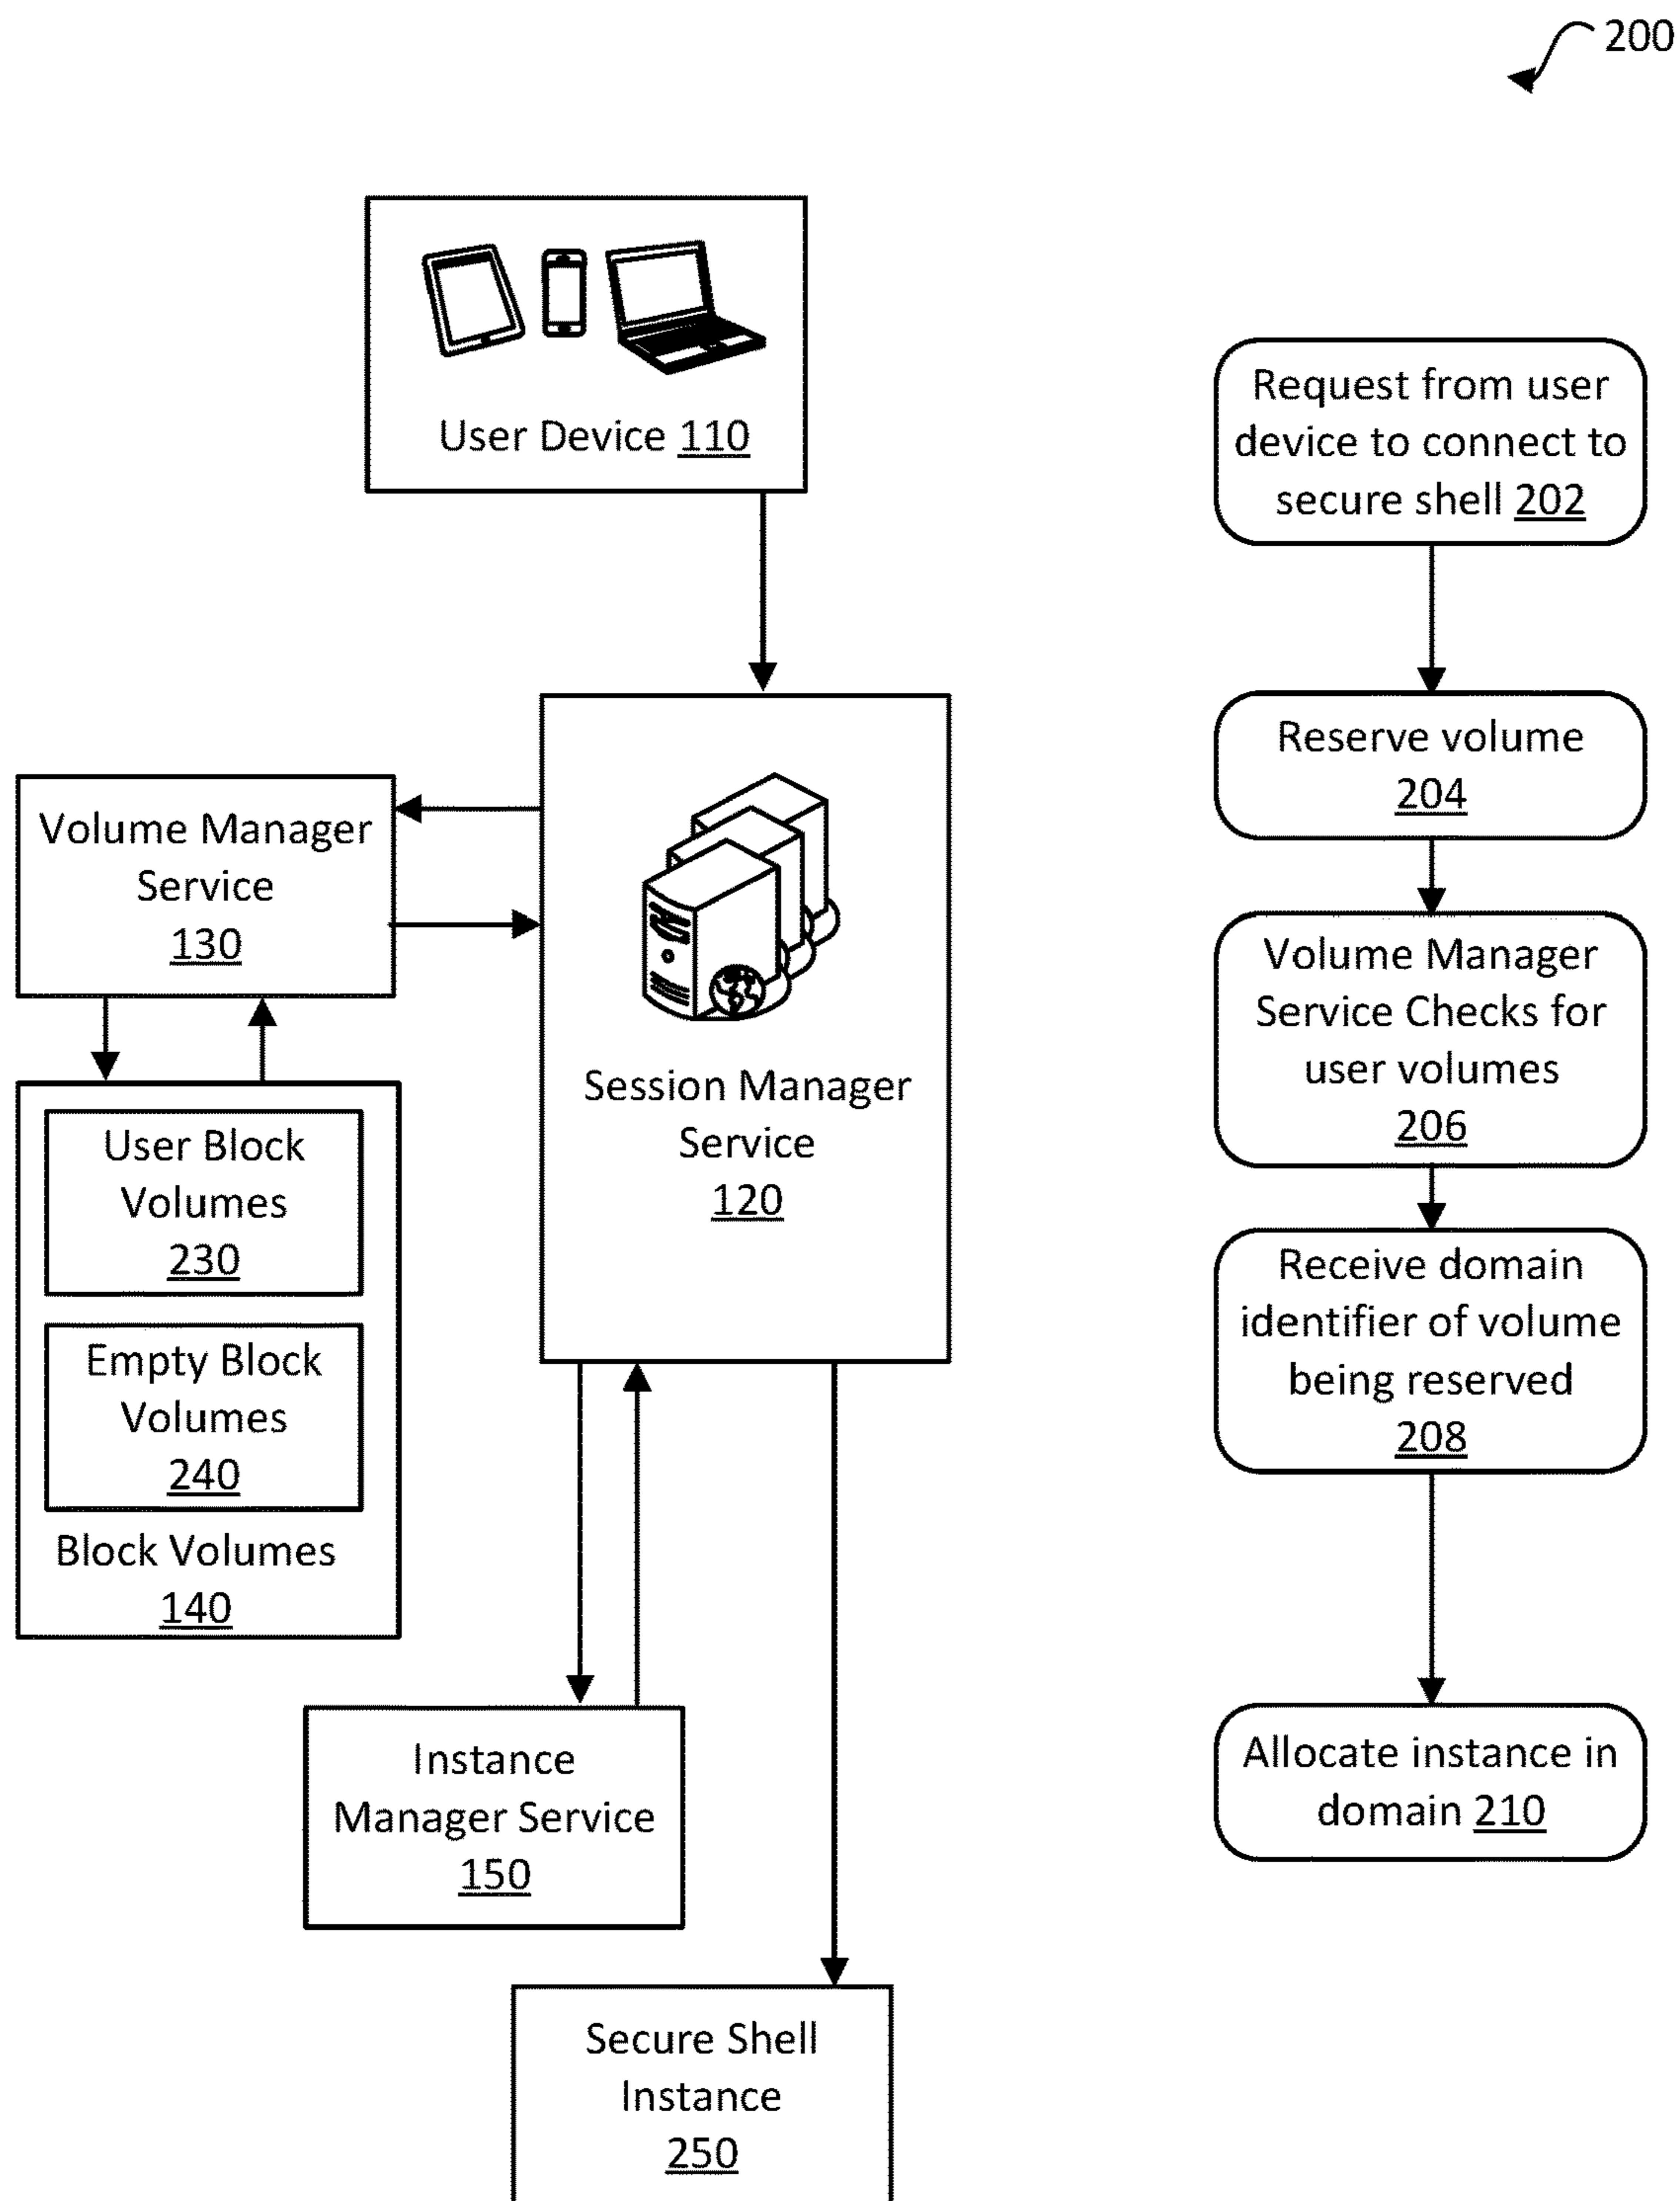 200
User Device 110
Volume Manager
Service
130
User Block
Volumes
230
Empty Block
Volumes
240
Block Volumes
140
Session Manager
Service
120
Instance
Manager Service
150
Secure Shell
Instance
250
Request from user
device to connect to
secure shell 202
Reserve volume
204
Volume Manager
Service Checks for
user volumes
206
Receive domain
identifier of volume
being reserved
208
Allocate instance in
domain 210